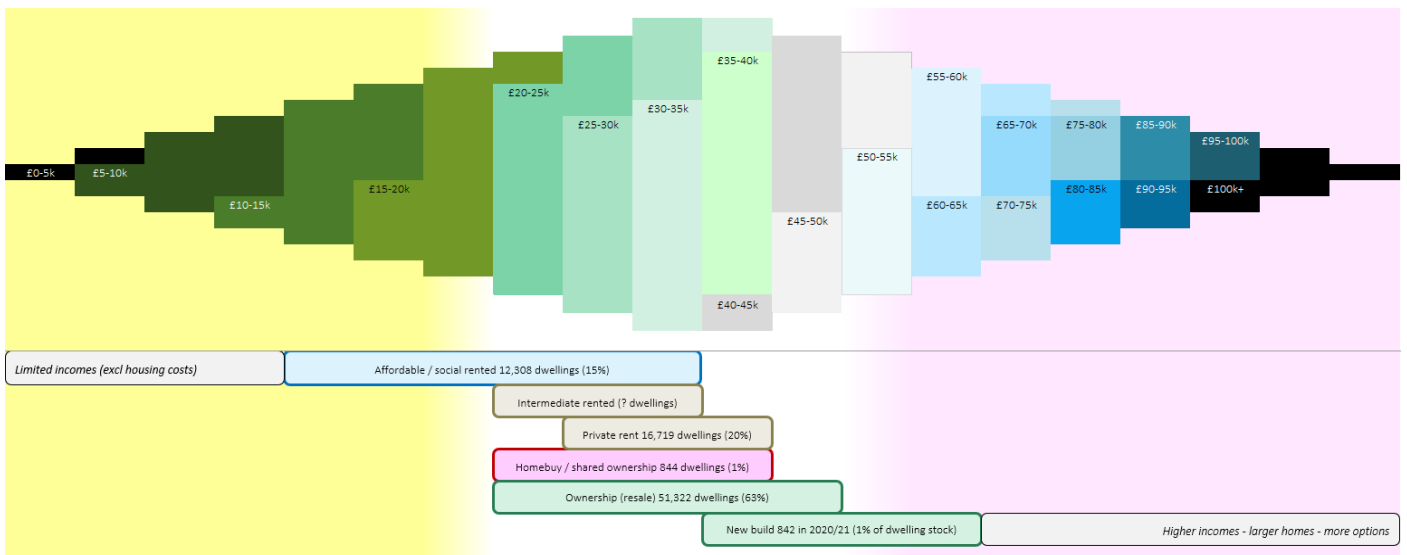 £35-40k
£55-60k
£20-25k
£30-35k
£25-30k
£65-70k
£75-80k
£85-90k
£95-100k
£50-55k
£0-5k
£5-10k
£15-20k
£80-85k
£90-95k
£100k+
£10-15k
£45-50k
£60-65k
£70-75k
£40-45k
Limited incomes (excl housing costs)
Affordable / social rented 12,308 dwellings (15%)
Intermediate rented (? dwellings)
Private rent 16,719 dwellings (20%)
Homebuy / shared ownership 844 dwellings (1%)
Ownership (resale) 51,322 dwellings (63%)
New build 842 in 2020/21 (1% of dwelling stock)
Higher incomes - larger homes - more options